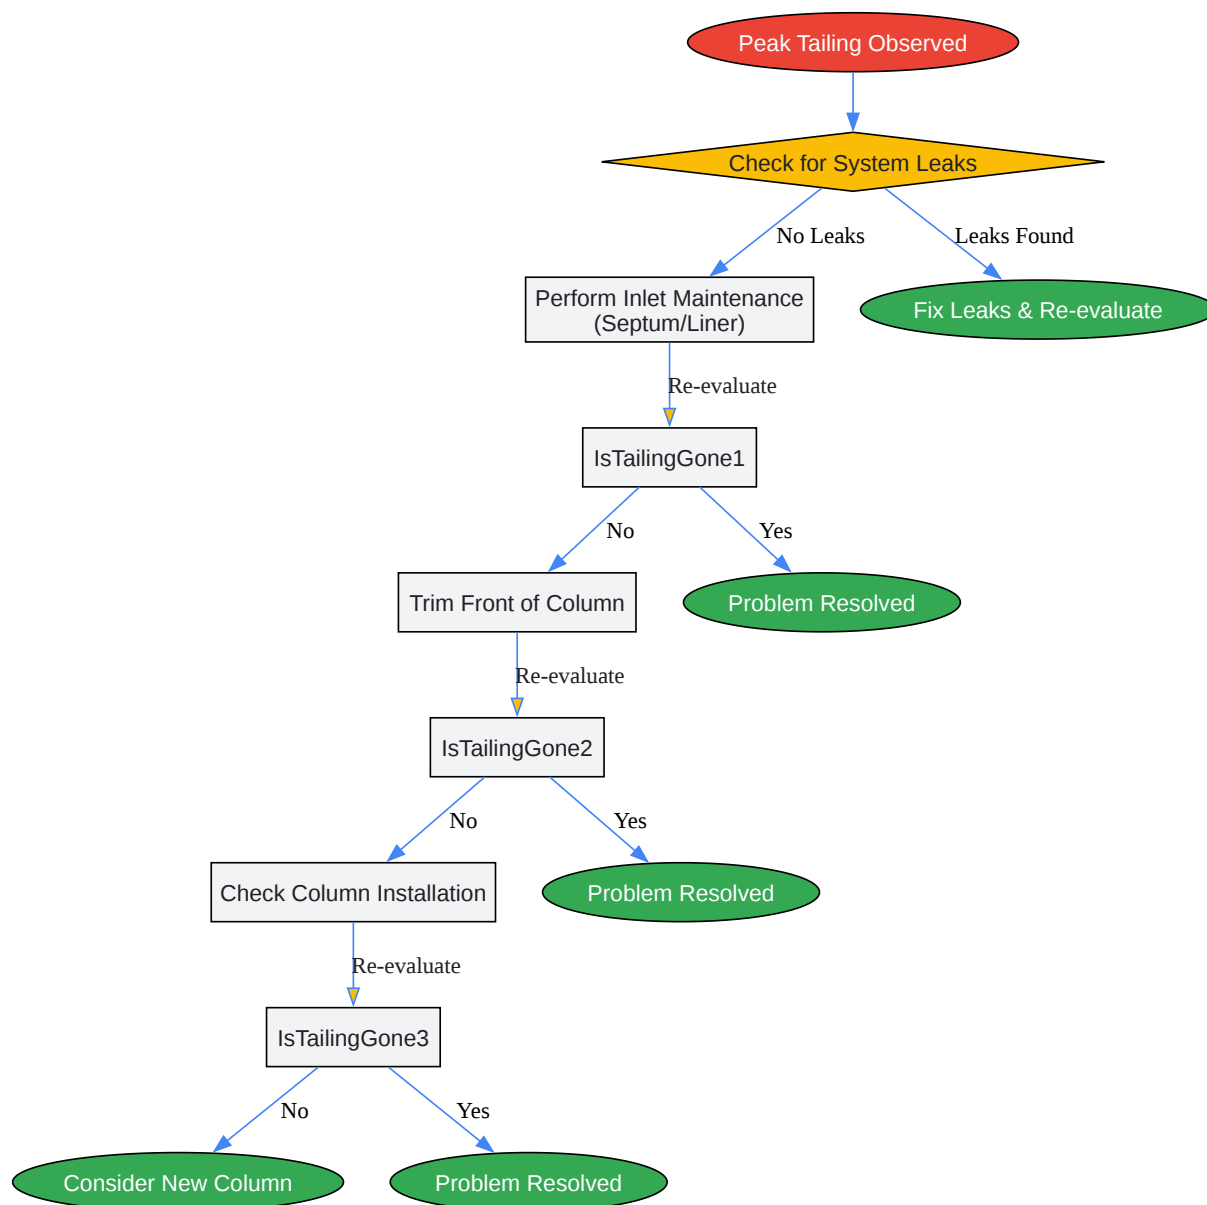 Peak Tailing Observed
Check for System Leaks
No Leaks
Leaks Found
Perform Inlet Maintenance
(Septum/Liner)
Fix Leaks & Re-evaluate
Re-evaluate
IsTailingGone1
No
Yes
Trim Front of Column
Problem Resolved
Re-evaluate
IsTailingGone2
No
Yes
Check Column Installation
Problem Resolved
Re-evaluate
IsTailingGone3
No
Yes
Consider New Column
Problem Resolved